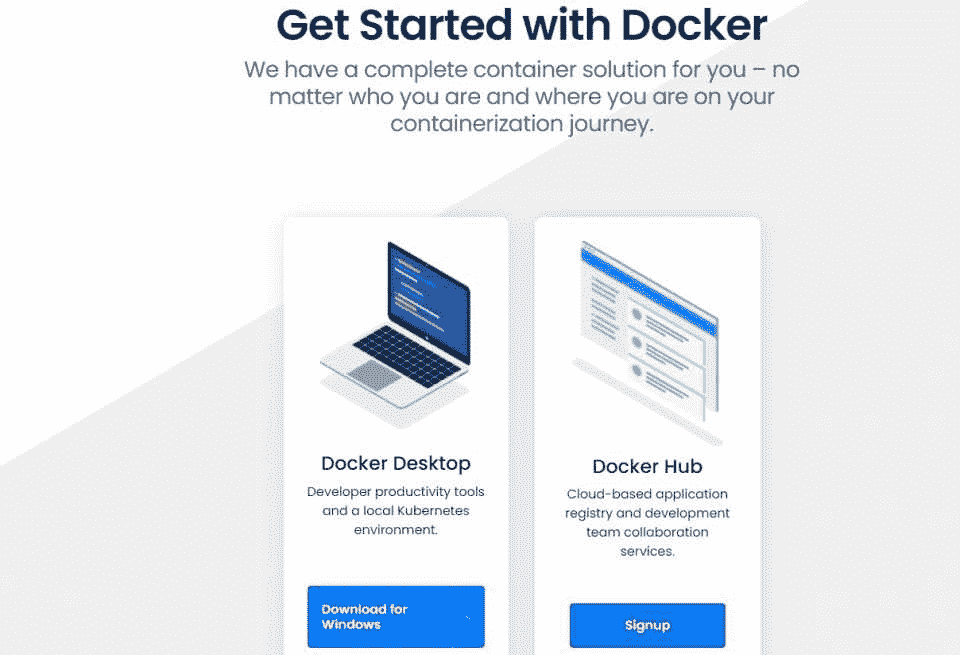 Get Started with Docker
We have a complete container solution for you – no
matter who you are and where you are on your
containerization journey.
Docker Desktop
Developer productivity tools
and a local Kubernetes
environment.
Download for
Windows
Docker Hub
Cloud-based application
registry and development
team collaboration
services.
Signup